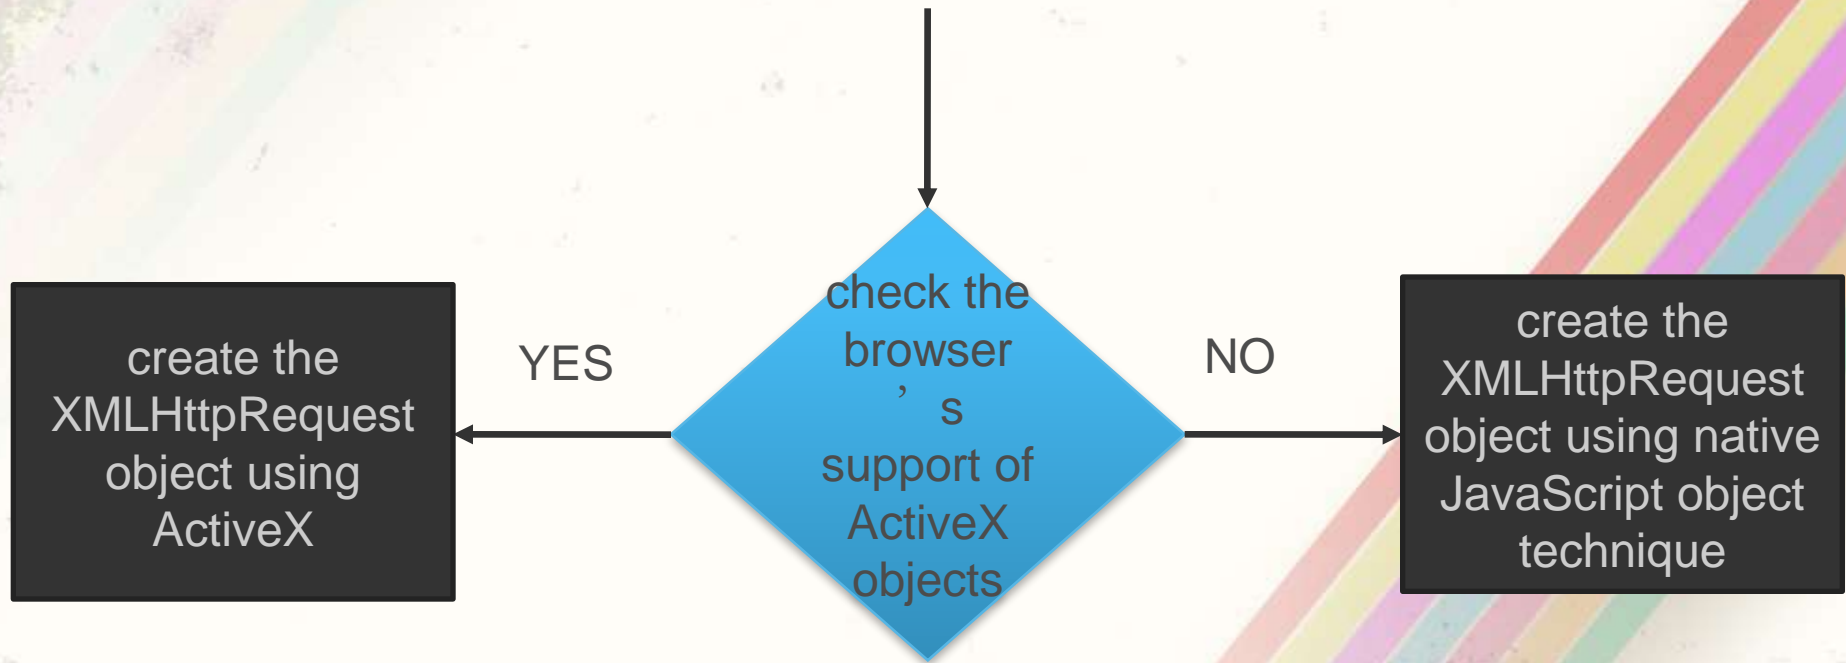 create the
XMLHttpRequest
object using
ActiveX
YES
check the
browser
’ s
support of
ActiveX
objects
NO
create the
XMLHttpRequest
object using native
JavaScript object
technique